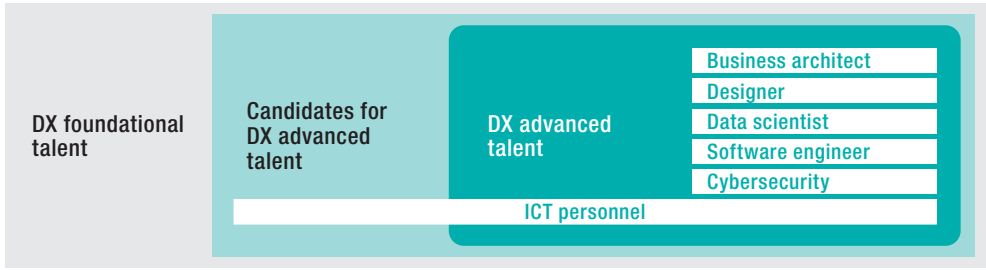 DX foundational
talent
Candidates for
DX advanced
talent
DX advanced
talent
Business architect
Designer
Data scientist
Software engineer
Cybersecurity
ICT personnel